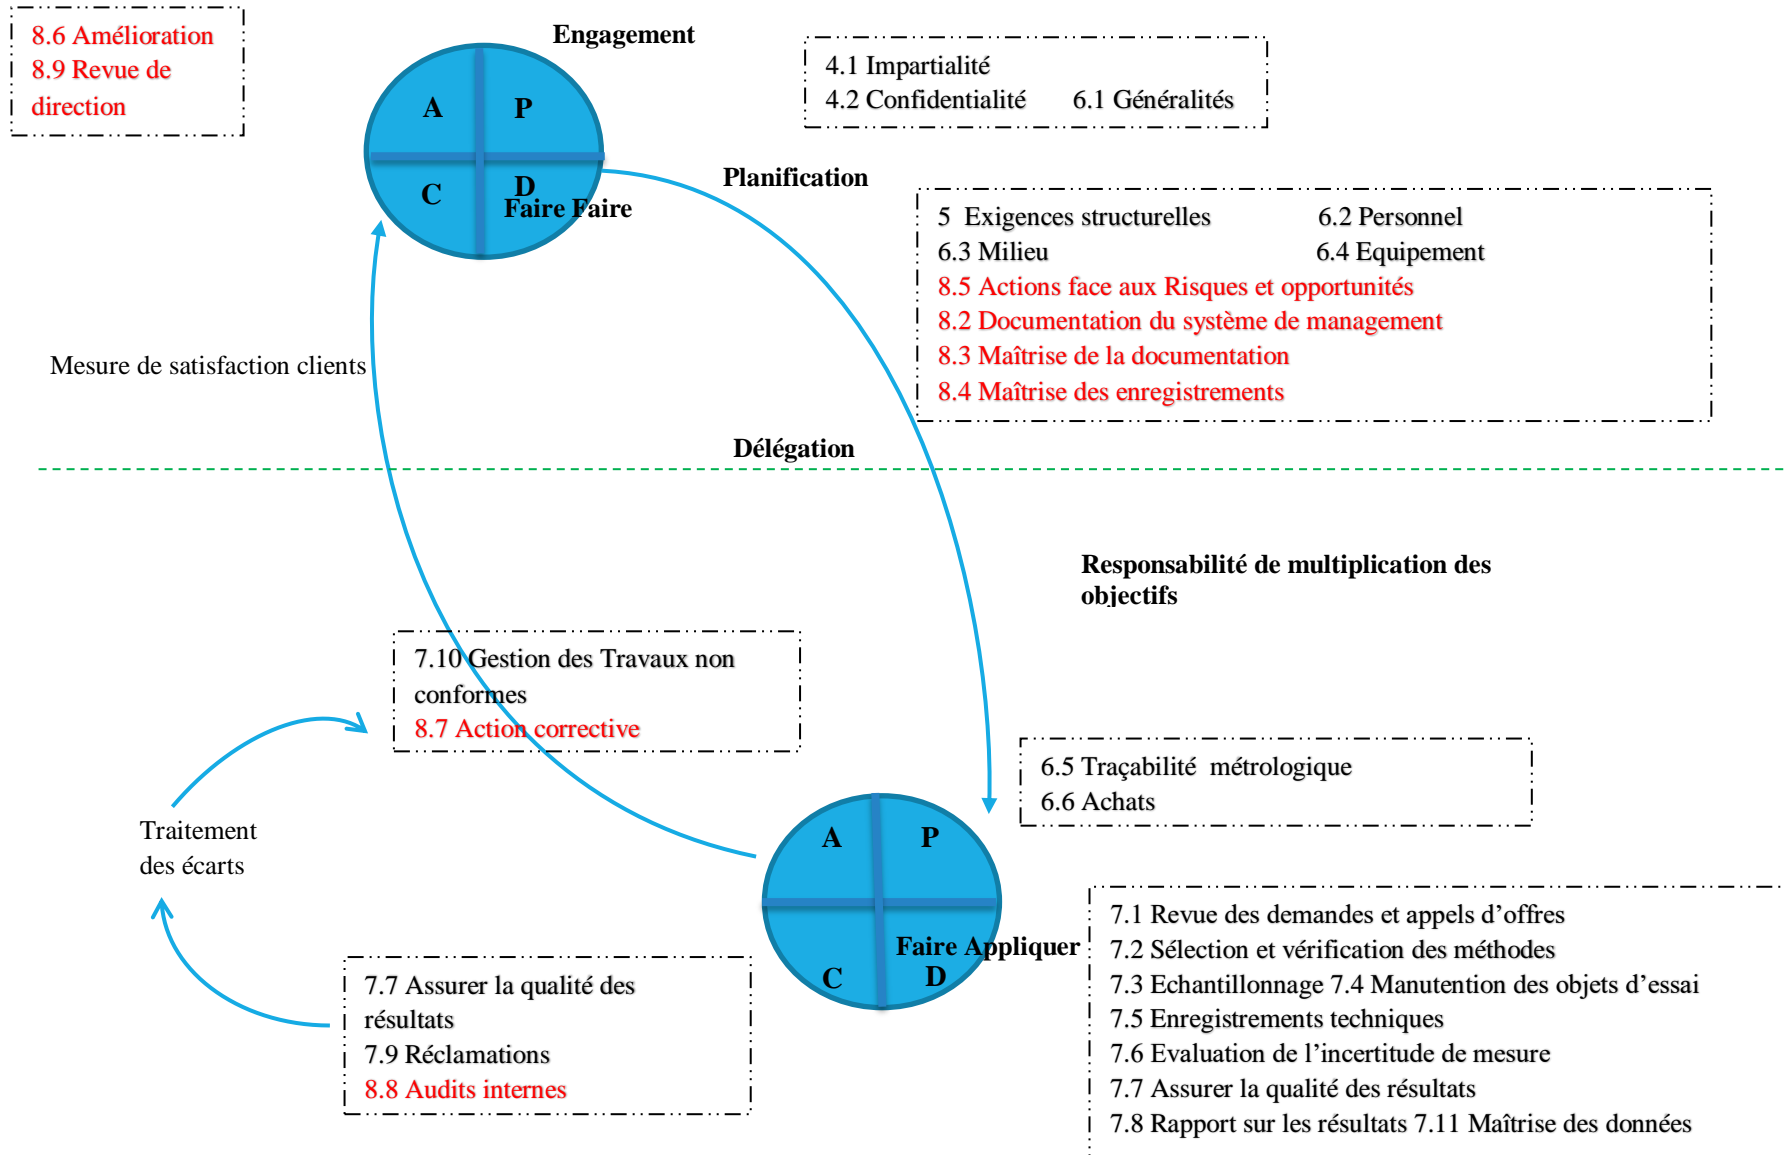 8.6 Amélioration
8.9 Revue de
direction
Engagement
A
P
C
D
Faire Faire
4.1 Impartialité
4.2 Confidentialité 6.1 Généralités
Planification
5 Exigences structurelles 6.2 Personnel
6.3 Milieu 6.4 Equipement
8.5 Actions face aux Risques et opportunités
8.2 Documentation du système de management
8.3 Maîtrise de la documentation
8.4 Maîtrise des enregistrements
Mesure de satisfaction clients
Délégation
Responsabilité de multiplication des
objectifs
7.10 Gestion des Travaux non
conformes
8.7 Action corrective
6.5 Traçabilité métrologique
6.6 Achats
Traitement
des écarts
A
P
Faire Appliquer
C
D
7.7 Assurer la qualité des
résultats
7.9 Réclamations
8.8 Audits internes
7.1 Revue des demandes et appels d’offres
7.2 Sélection et vérification des méthodes
7.3 Echantillonnage 7.4 Manutention des objets d’essai
7.5 Enregistrements techniques
7.6 Evaluation de l’incertitude de mesure
7.7 Assurer la qualité des résultats
7.8 Rapport sur les résultats 7.11 Maîtrise des données